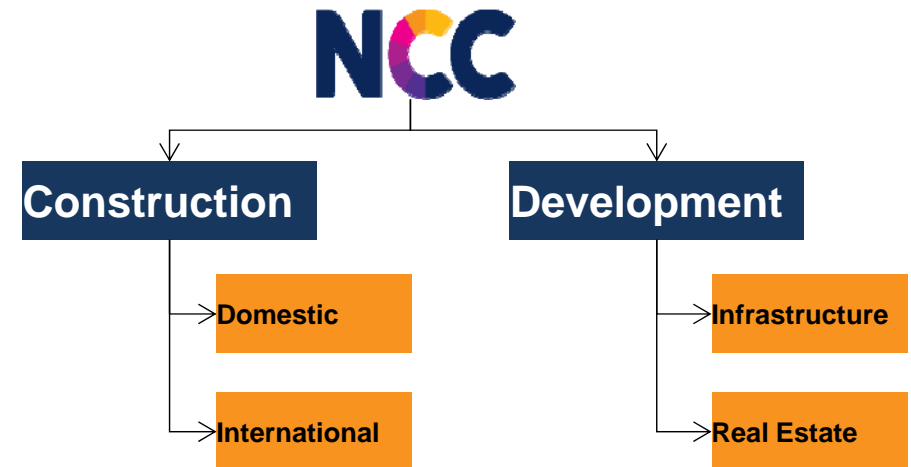 NCC
Construction
Development
Domestic
Infrastructure
International
Real Estate